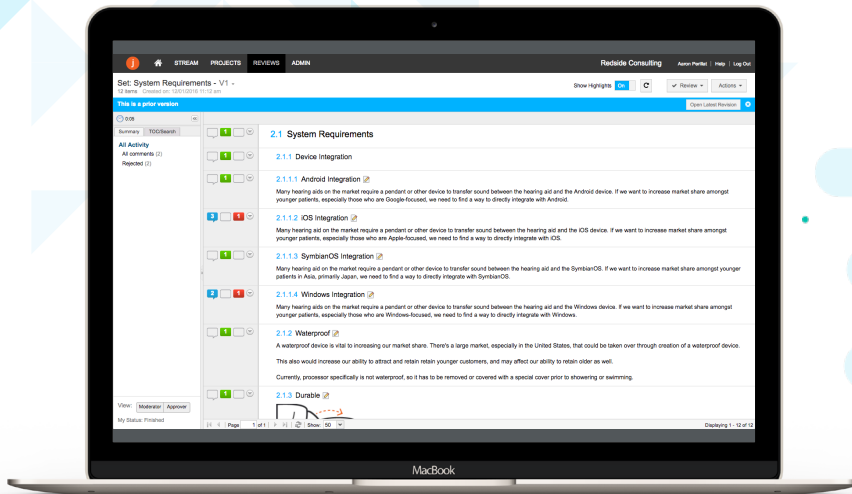 j STREAM PROJECTS REVIEWS ADMIN Redside Consulting Aaron Perillat | Help | Log Out
Set: System Requirements - V1 -
12 items Created on: 12/01/2016 11:12 am
Show Highlights On Review Actions
This is a prior version Open Latest Revision
0:05
Summary TOC/Search
All Activity
All comments (2)
Rejected (2)
1 2.1 System Requirements
1 2.1.1 Device Integration
1 2.1.1.1 Android Integration
Many hearing aids on the market require a pendant or other device to transfer sound between the hearing aid and the Android device. If we want to increase market share amongst
younger patients, especially those who are Google-focused, we need to find a way to directly integrate with Android.
3 1 2.1.1.2 iOS Integration
Many hearing aid on the market require a pendant or other device to transfer sound between the hearing aid and the iOS device. If we want to increase market share amongst
younger patients, especially those who are Apple-focused, we need to find a way to directly integrate with iOS.
1 2.1.1.3 SymbianOS Integration
Many hearing aid on the market require a pendant or other device to transfer sound between the hearing aid and the SymbianOS. If we want to increase market share amongst younger
patients in Asia, primarily Japan, we need to find a way to directly integrate with SymbianOS.
2 1 2.1.1.4 Windows Integration
Many hearing aids on the market require a pendant or other device to transfer sound between the hearing aid and the Windows device. If we want to increase market share amongst
younger patients, especially those who are Windows-focused, we need to find a way to directly integrate with Windows.
1 2.1.2 Waterproof
A waterproof device is vital to increasing our market share. There's a large market, especially in the United States, that could be taken over through creation of a waterproof device.
This also would increase our ability to attract and retain retain younger customers, and may affect our ability to retain older as well.
Currently, processor specifically is not waterproof, so it has to be removed or covered with a special cover prior to showering or swimming.
1 2.1.3 Durable
View: Moderator Approver
My Status: Finished
Page 1 of 1 Show: 50 Displaying 1 - 12 of 12
MacBook